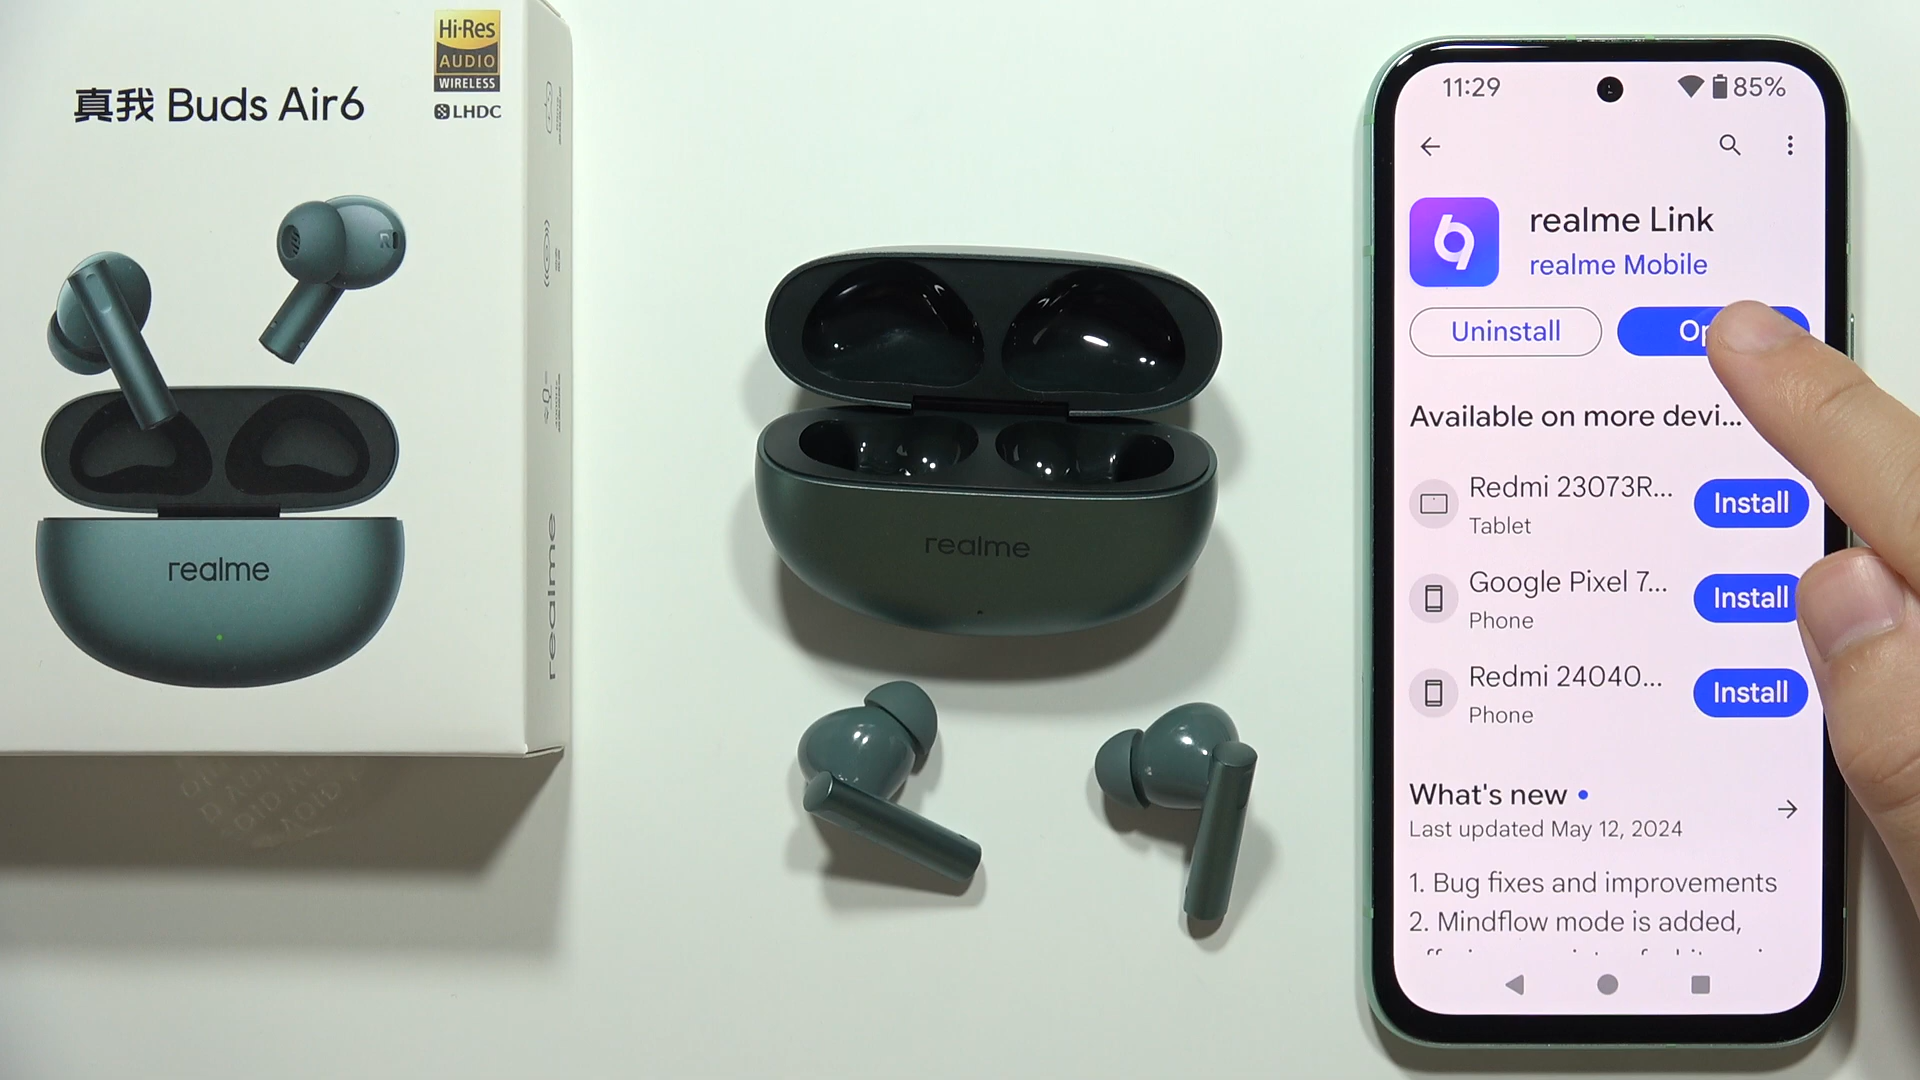 真我 Buds Air6
Hi-Res
AUDIO
WIRELESS
LHDC
realme
realme
realme
11:29
85%
realme Link
realme Mobile
Uninstall
Available on more devi...
Redmi 23073R...
Tablet
Install
Google Pixel 7...
Phone
Install
Redmi 24040...
Phone
Install
What's new
Last updated May 12, 2024
1. Bug fixes and improvements
2. Mindflow mode is added,